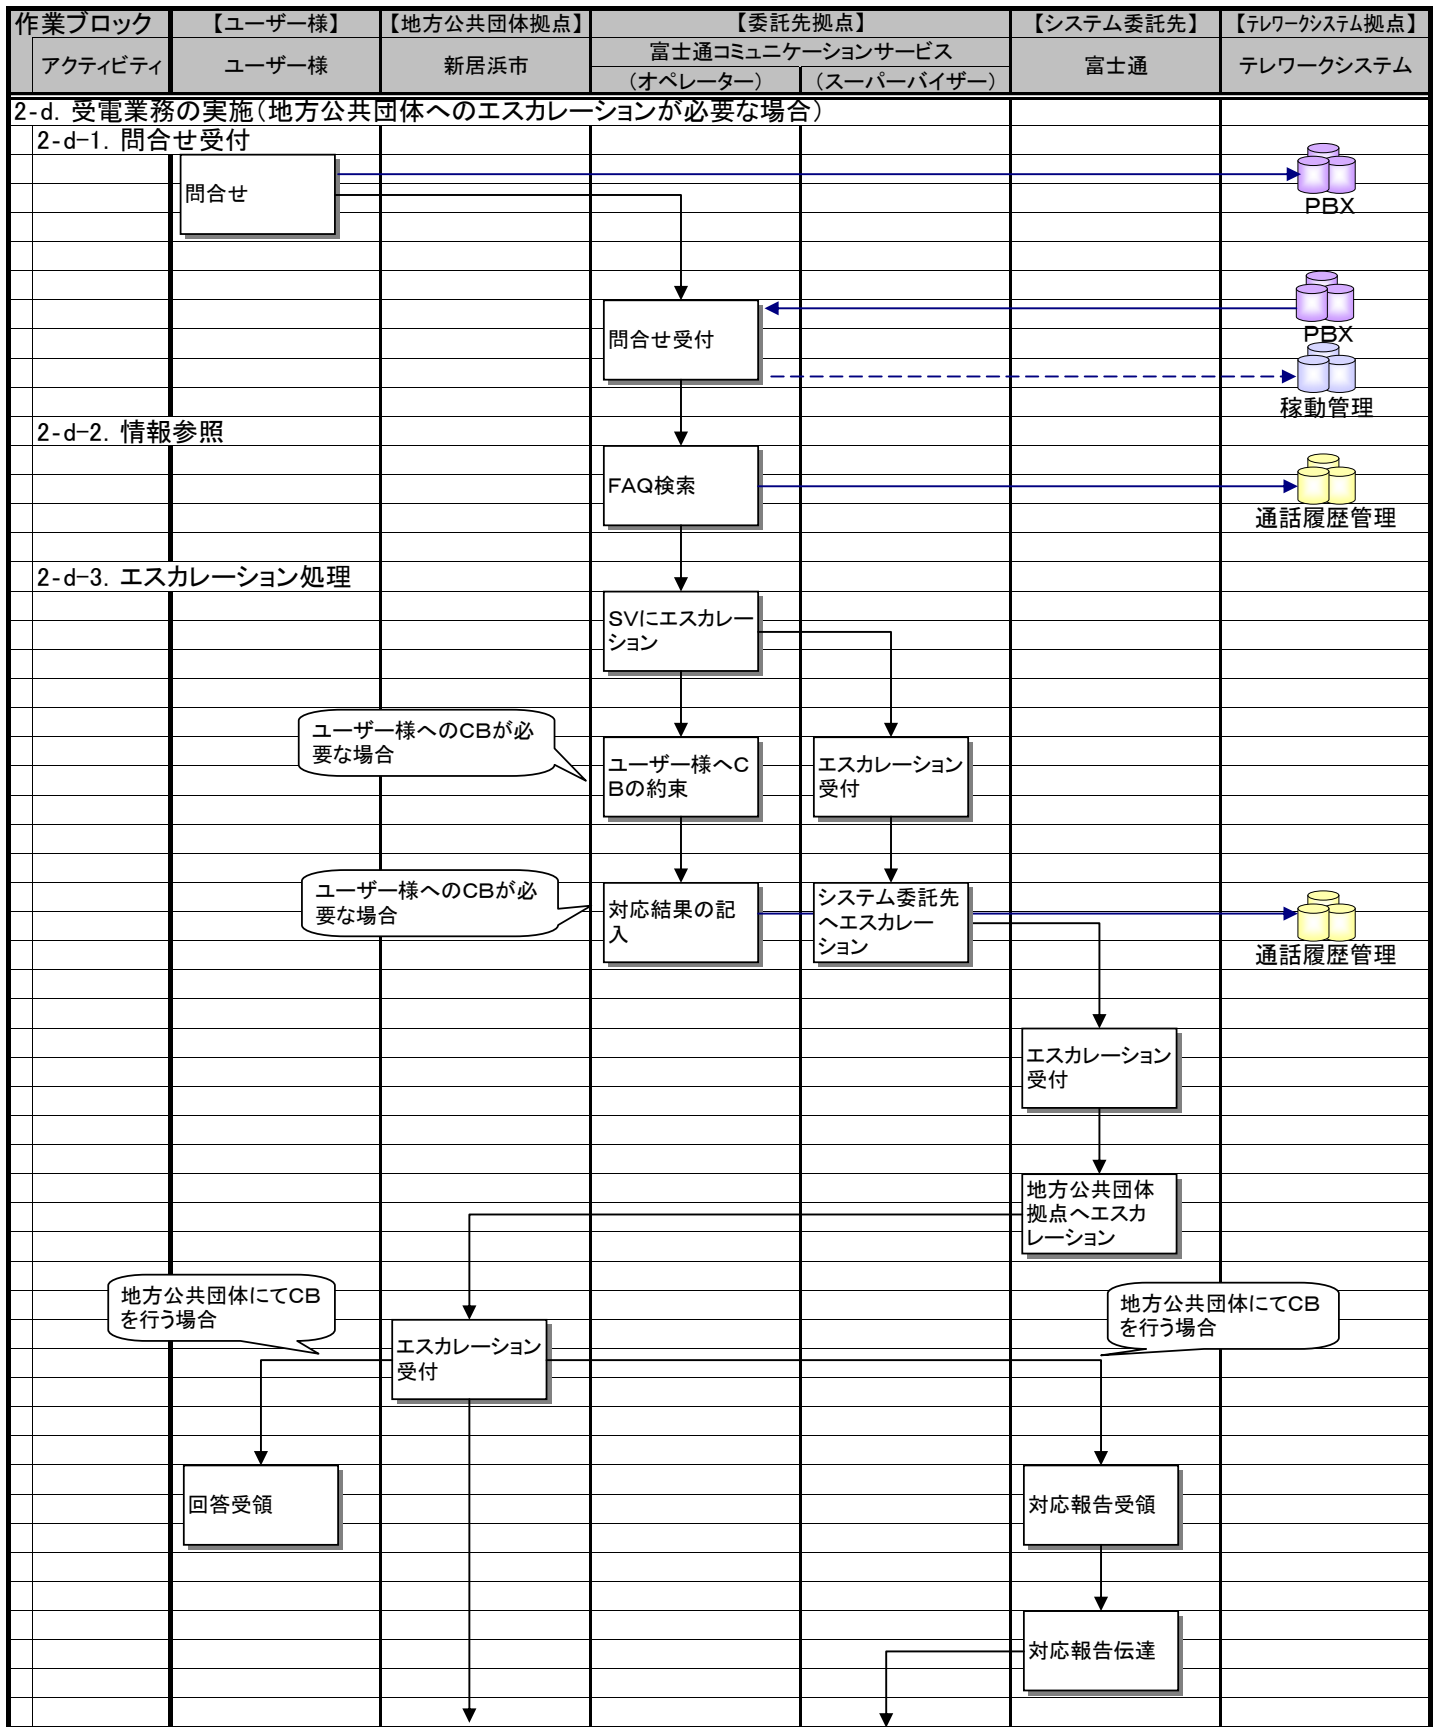 作業ブロック
【ユーザー様】
【地方公共団体拠点】
【委託先拠点】
【システム委託先】
【テレワークシステム拠点】
アクティビティ
ユーザー様
新居浜市
富士通コミュニケーションサービス
富士通
テレワークシステム
（オペレーター）
（スーパーバイザー）
2-d. 受電業務の実施（地方公共団体へのエスカレーションが必要な場合）
2-d-1. 問合せ受付
問合せ
PBX
問合せ受付
PBX
稼動管理
2-d-2. 情報参照
FAQ検索
通話履歴管理
2-d-3. エスカレーション処理
SVにエスカレー
ション
ユーザー様へのCBが必
要な場合
ユーザー様へC
Bの約束
エスカレーション
受付
ユーザー様へのCBが必
要な場合
対応結果の記
入
システム委託先
へエスカレー
ション
通話履歴管理
エスカレーション
受付
地方公共団体
拠点へエスカ
レーション
地方公共団体にてCB
を行う場合
地方公共団体にてCB
を行う場合
エスカレーション
受付
回答受領
対応報告受領
対応報告伝達